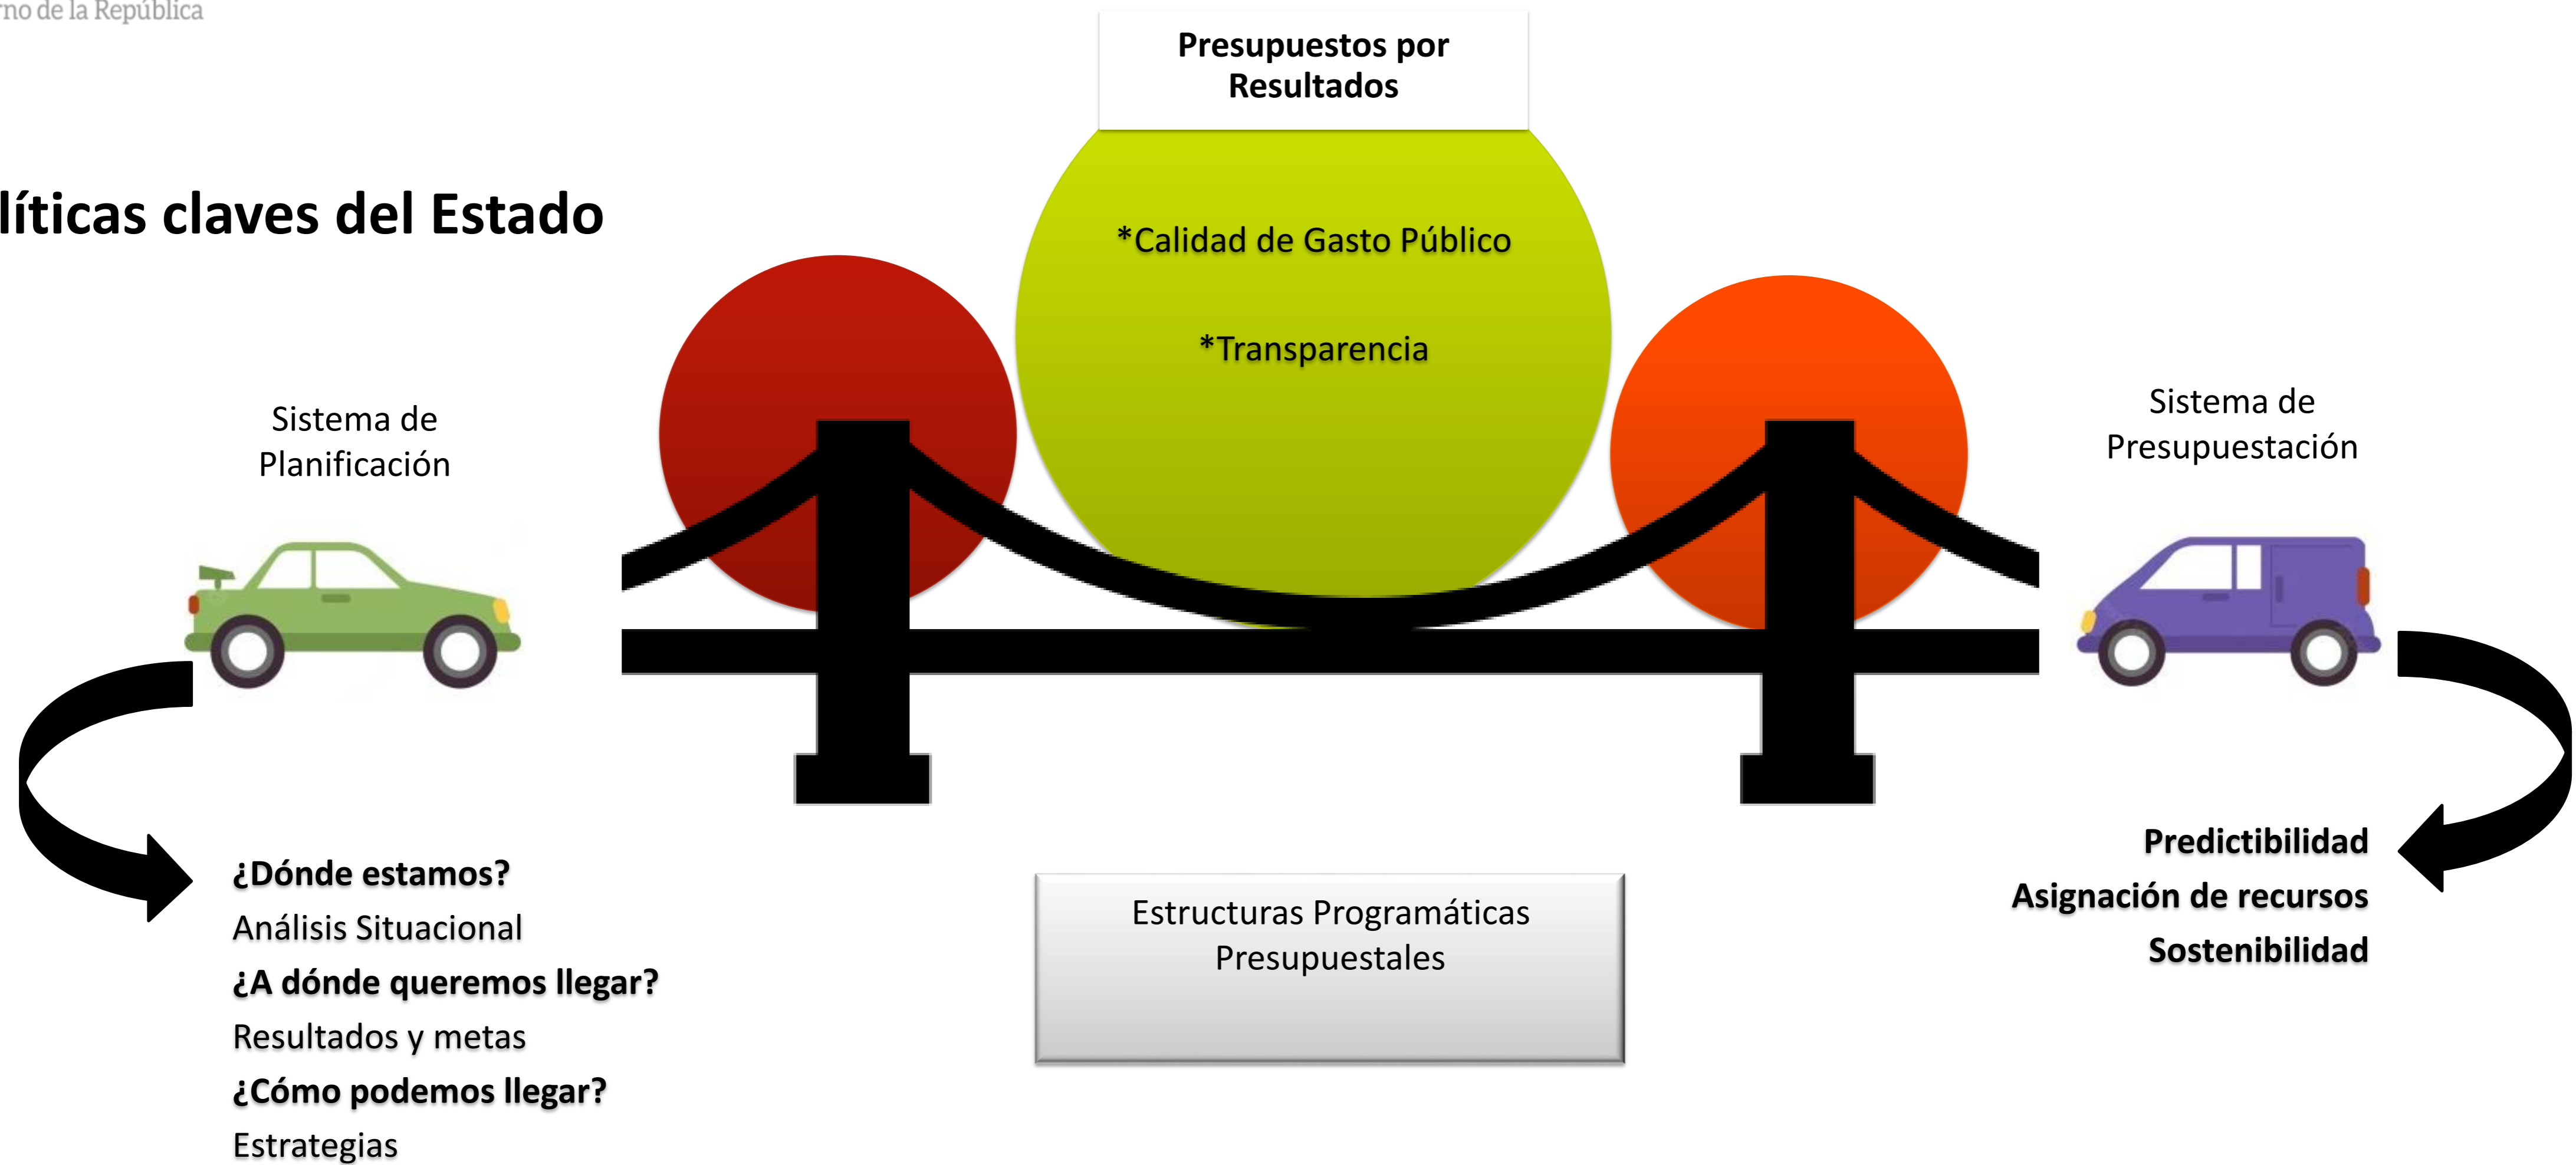 de la República
Presupuestos por
Resultados
claves del Estado
*Calidad de Gasto Público
*Transparencia
Sistema de
Planificación
Sistema de
Presupuestación
¿Dónde estamos?
Análisis Situacional
¿A dónde queremos llegar?
Resultados y metas
¿Cómo podemos llegar?
Estrategias
Estructuras Programáticas
Presupuestales
Predictibilidad
Asignación de recursos
Sostenibilidad